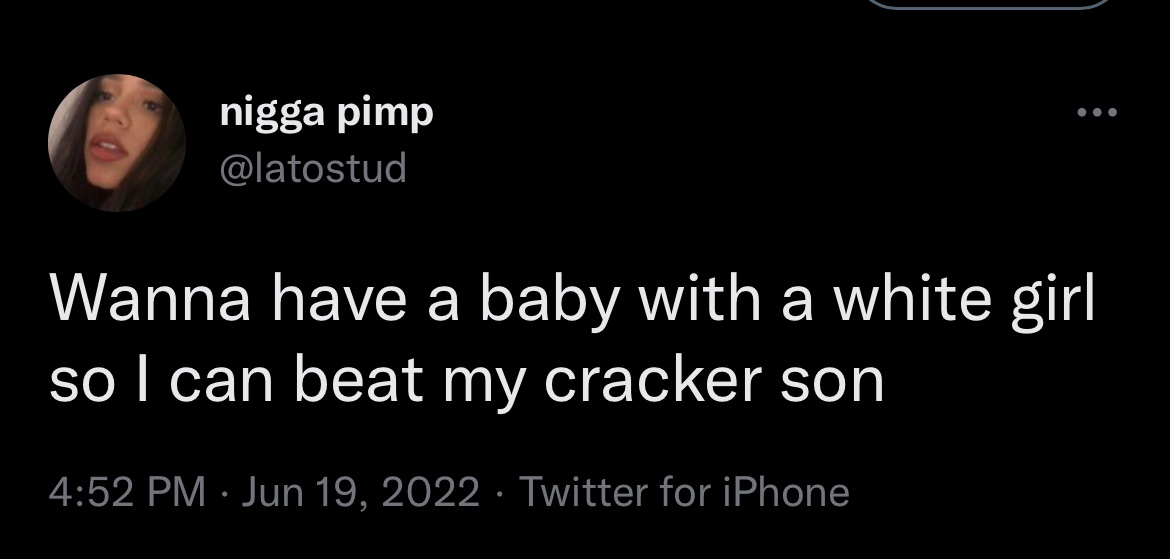 nigga pimp
@latostud
Wanna have a baby with a white girl
so I can beat my cracker son
4:52 PM · Jun 19, 2022 · Twitter for iPhone